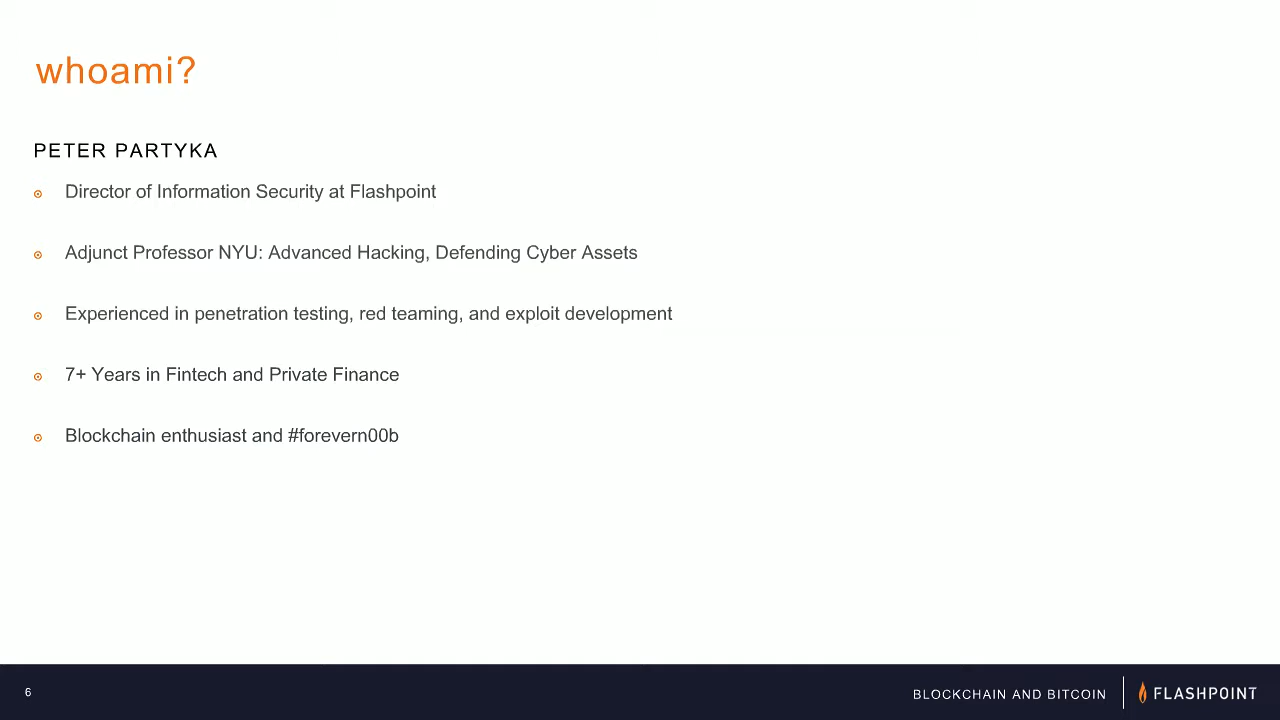 whoami?
PETER PARTYKA
Director of Information Security at Flashpoint
Adjunct Professor NYU: Advanced Hacking, Defending Cyber Assets
Experienced in penetration testing, red teaming, and exploit development
7+ Years in Fintech and Private Finance
Blockchain enthusiast and #forevern00b
6
BLOCKCHAIN AND BITCOIN
FLASHPOINT